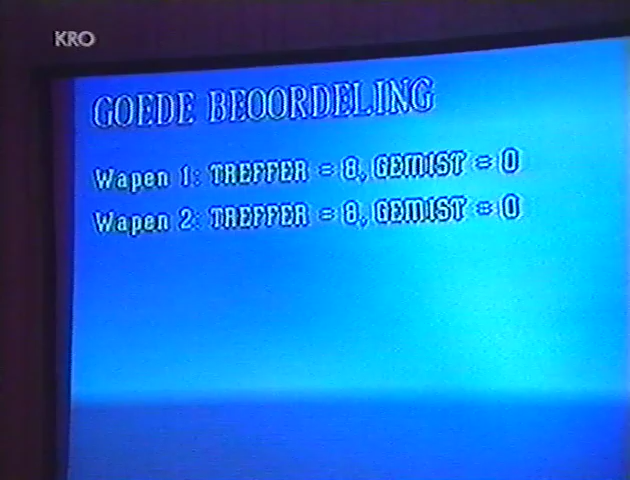 KRO
GOEDE BEOORDELING
Wapen 1: TREFFER = 8, GEMIST = 0
Wapen 2: TREFFER = 8, GEMIST = 0